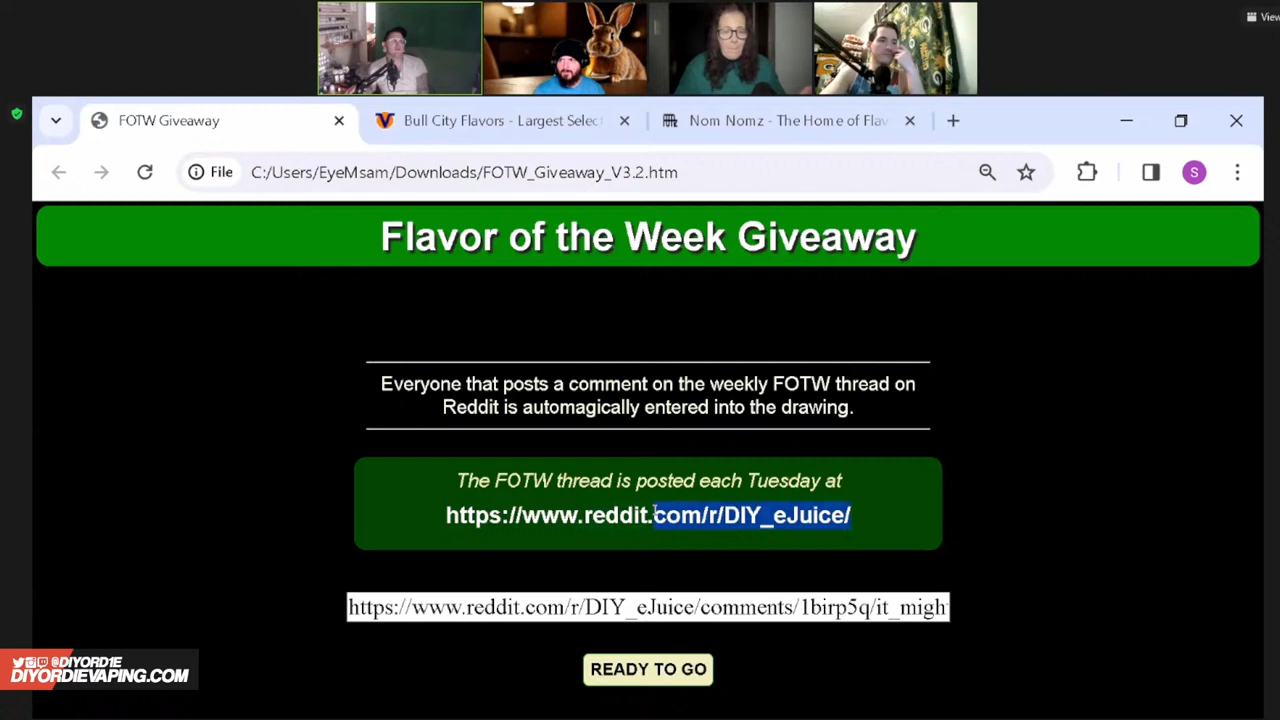 View
FOTW Giveaway
Bull City Flavors - Largest Select
Nom Nomz - The Home of Flav
File
C:/Users/EyeMsam/Downloads/FOTW_Giveaway_V3.2.htm
S
Flavor of the Week Giveaway
Everyone that posts a comment on the weekly FOTW thread on
Reddit is automagically entered into the drawing.
The FOTW thread is posted each Tuesday at
https://www.reddit.com/r/DIY_eJuice/
https://www.reddit.com/r/DIY_eJuice/comments/1birp5q/it_migh
READY TO GO
@DIYORD1E
DIYORDIEVAPING.COM